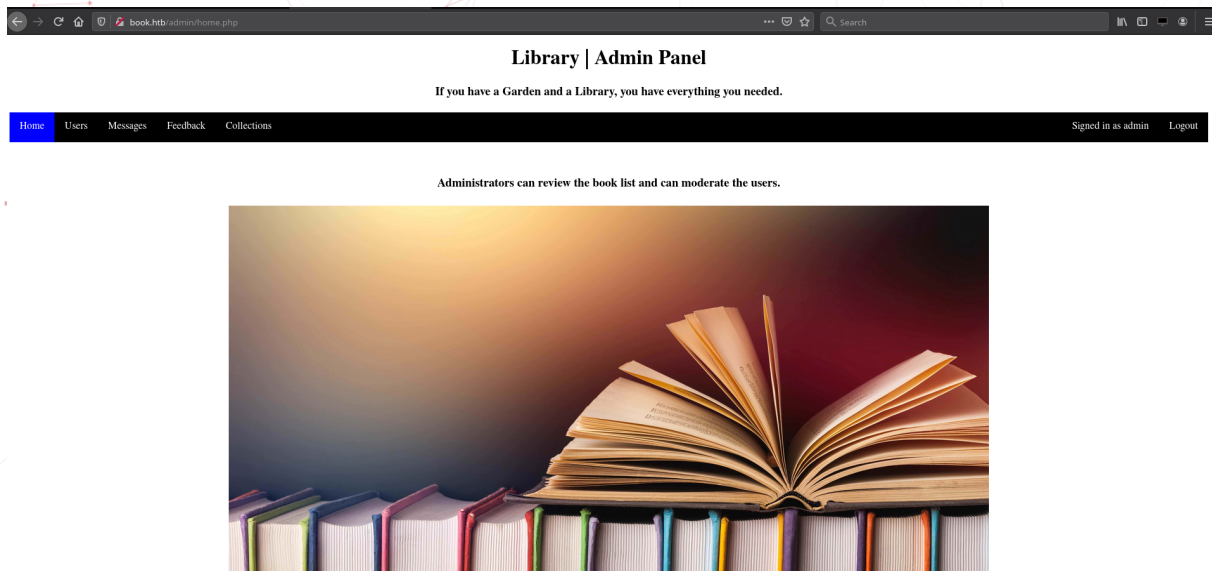 book.htb/admin/home.php
Search
Library | Admin Panel
If you have a Garden and a Library, you have everything you needed.
Home Users Messages Feedback Collections Signed in as admin Logout
Administrators can review the book list and can moderate the users.